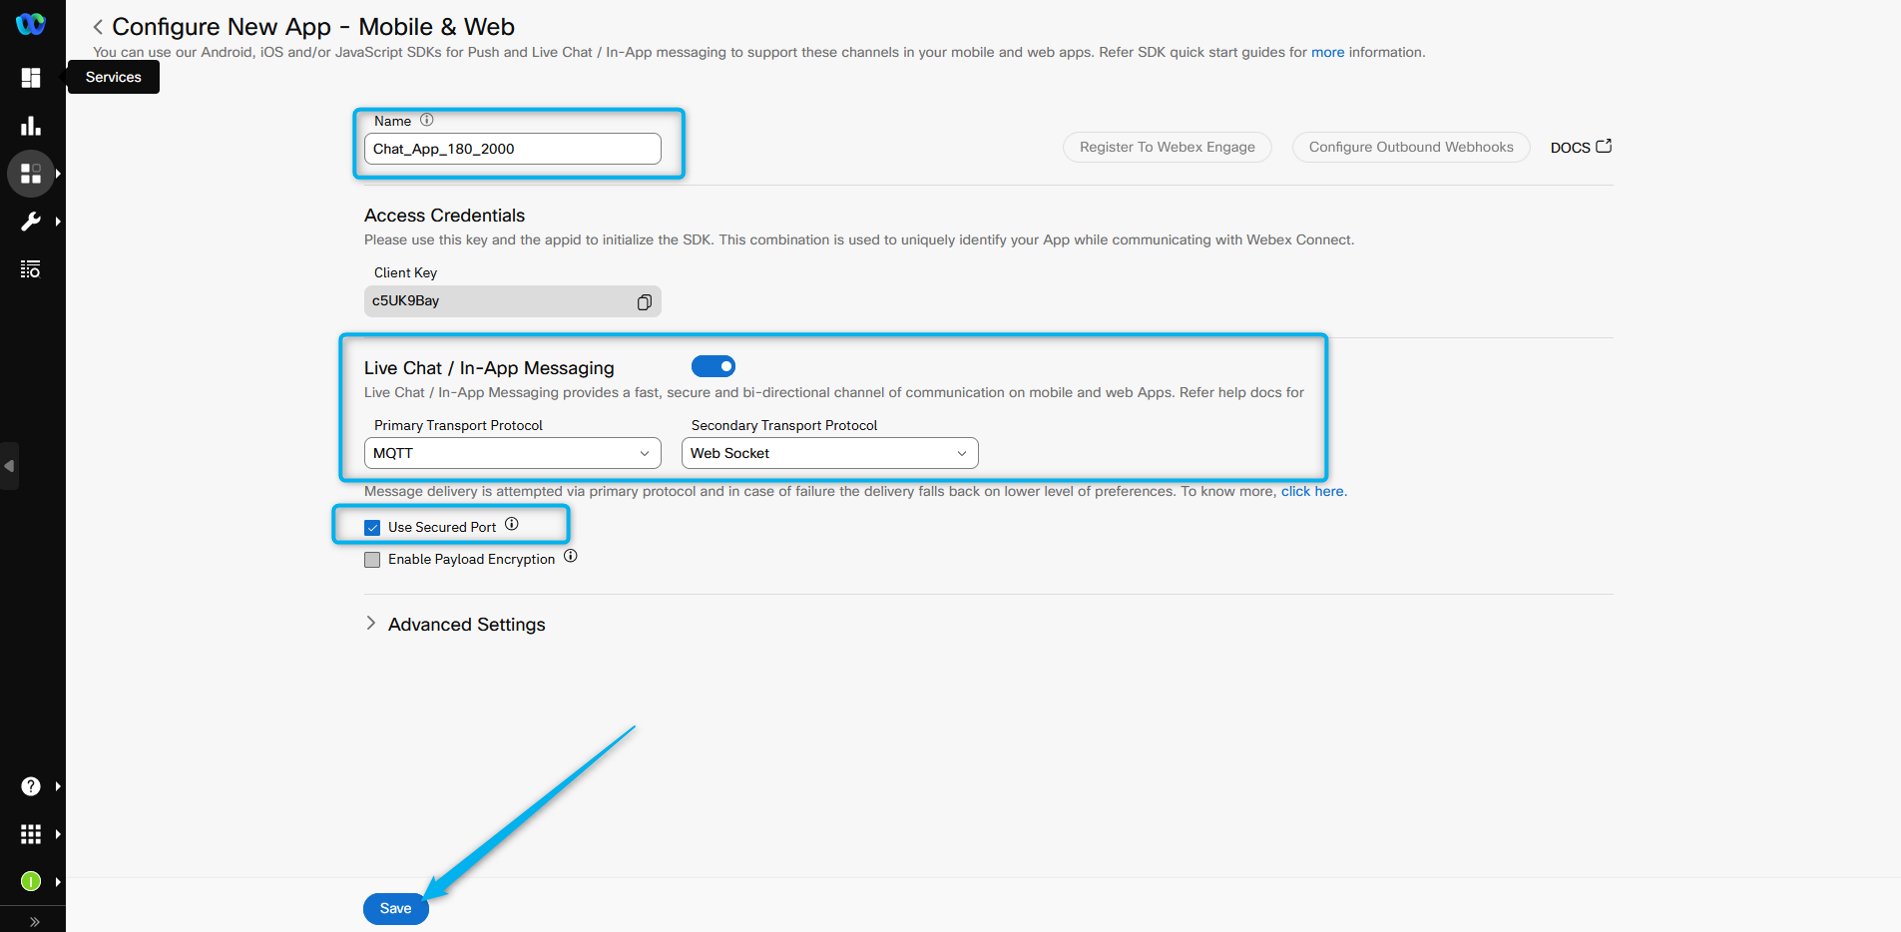 Configure New App - Mobile & Web
You can use our Android, iOS and/or JavaScript SDKs for Push and Live Chat / In-App messaging to support these channels in your mobile and web apps. Refer SDK quick start guides for more information.
Services
Name
Chat_App_180_2000
Register To Webex Engage
Configure Outbound Webhooks
DOCS
Access Credentials
Please use this key and the appid to initialize the SDK. This combination is used to uniquely identify your App while communicating with Webex Connect.
Client Key
c5UK9Bay
Live Chat / In-App Messaging
Live Chat / In-App Messaging provides a fast, secure and bi-directional channel of communication on mobile and web Apps. Refer help docs for
Primary Transport Protocol
Secondary Transport Protocol
MQTT
Web Socket
Message delivery is attempted via primary protocol and in case of failure the delivery falls back on lower level of preferences. To know more, click here.
Use Secured Port
Enable Payload Encryption
Advanced Settings
I
Save